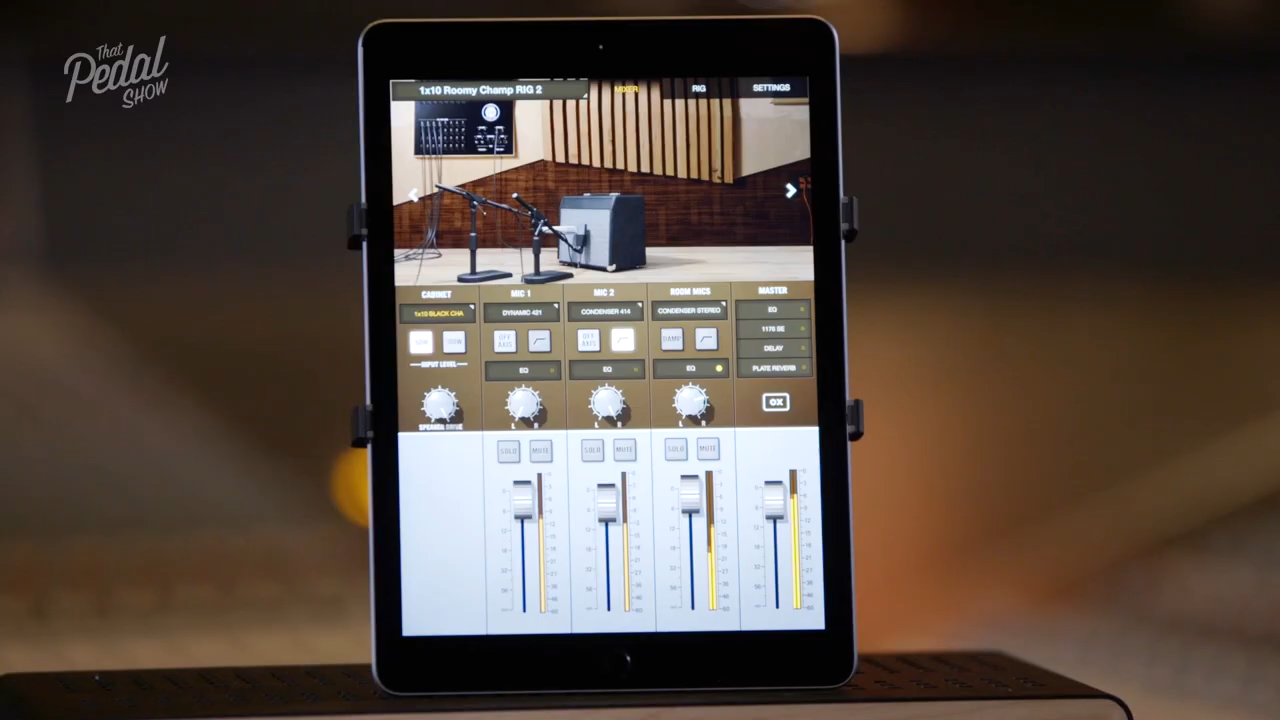 That
Pedal
SHOW
1x10 Roomy Champ RIG 2
MIXER
RIG
SETTINGS
CABINET
MIC 1
MIC 2
ROOM MICS
MASTER
1x10 BLACK CHA
DYNAMIC 421
CONDENSER 414
CONDENSER STEREO
EQ
1176 SE
DELAY
PLATE REVERB
OFF
AXIS
OFF
AXIS
DAMP
INPUT LEVEL
EQ
EQ
EQ
OX
SPEAKER DRIVE
L R
L R
L R
SOLO MUTE
SOLO MUTE
SOLO MUTE